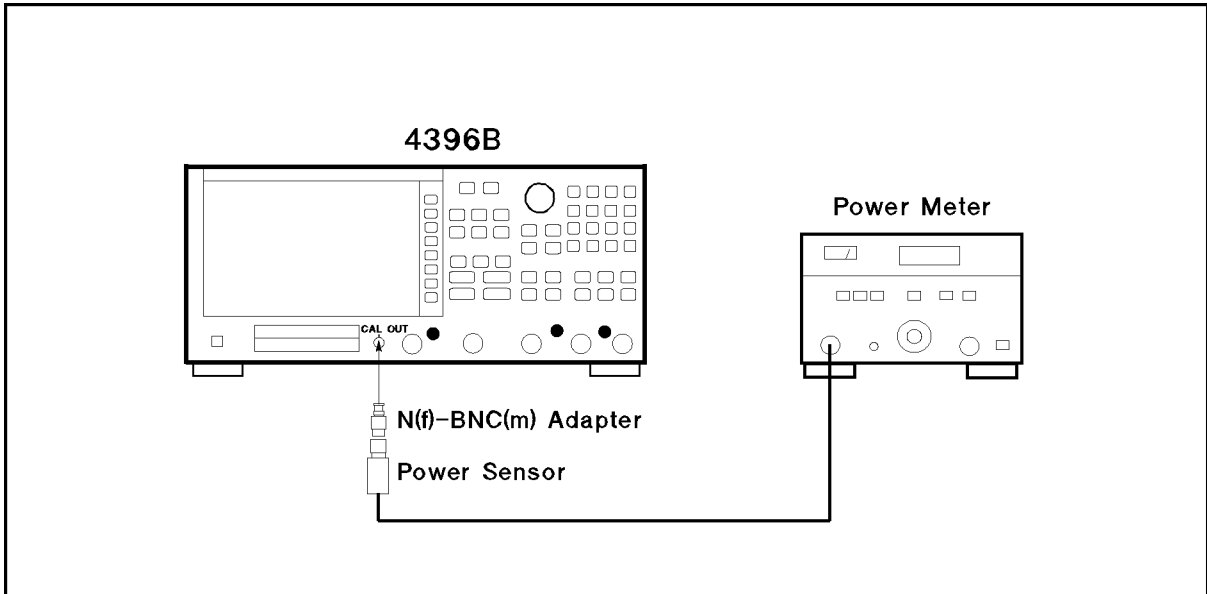 4396B
Power Meter
CAL OUT
N(f)-BNC(m) Adapter
Power Sensor